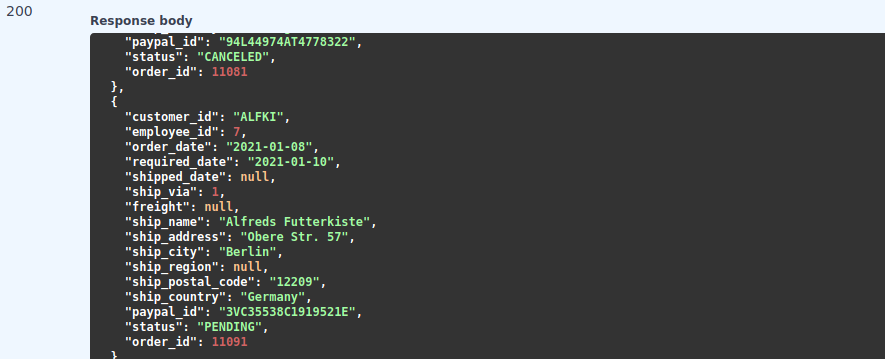 200
Response body
"paypal_id": "94L44974AT4778322",
"status": "CANCELED",
"order_id": 11081
},
{
"customer_id": "ALFKI",
"employee_id": 7,
"order_date": "2021-01-08",
"required_date": "2021-01-10",
"shipped_date": null,
"ship_via": 1,
"freight": null,
"ship_name": "Alfreds Futterkiste",
"ship_address": "Obere Str. 57",
"ship_city": "Berlin",
"ship_region": null,
"ship_postal_code": "12209",
"ship_country": "Germany",
"paypal_id": "3VC35538C1919521E",
"status": "PENDING",
"order_id": 11091
}